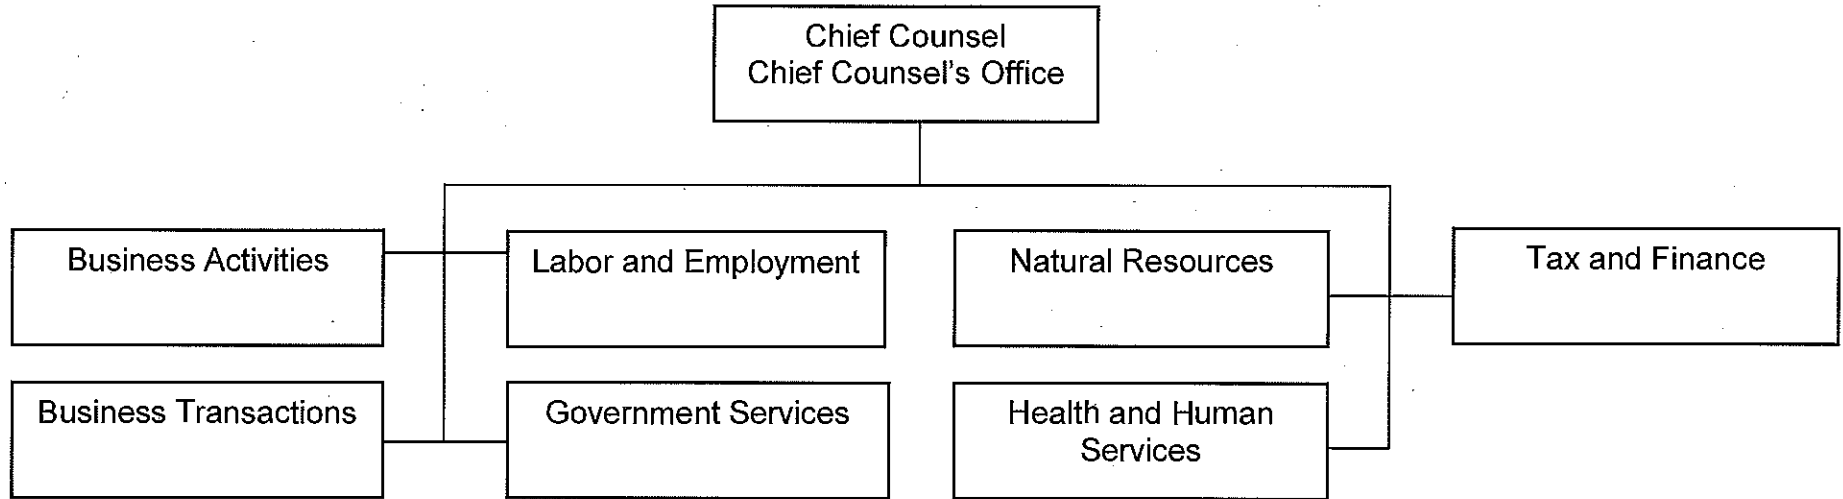 Chief Counsel
Chief Counsel's Office
Business Activities
Labor and Employment
Natural Resources
Tax and Finance
Business Transactions
Government Services
Health and Human
Services